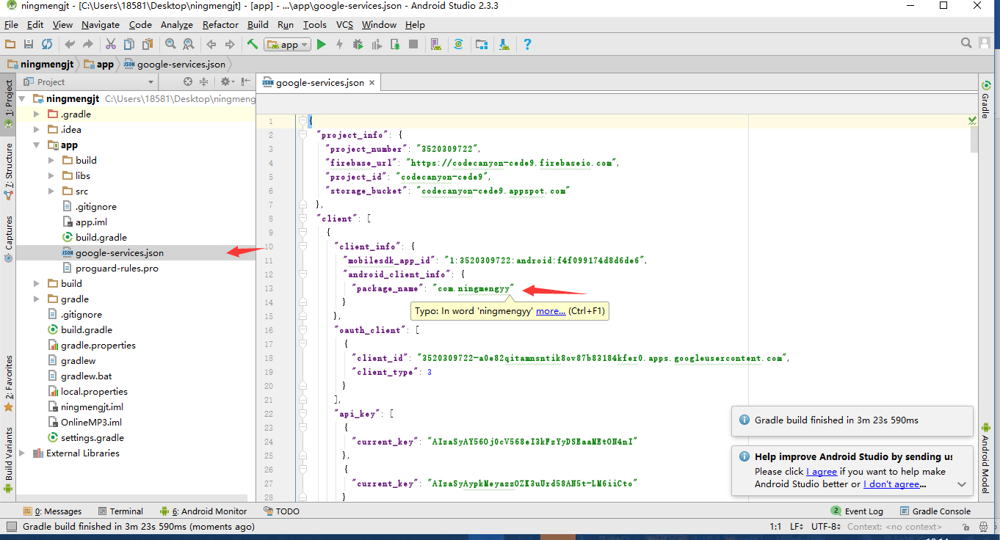 ningmengjt - [C:\Users\18581\Desktop\ningmengjt] - [app] - ...\app\google-services.json - Android Studio 2.3.3
File Edit View Navigate Code Analyze Refactor Build Run Tools VCS Window Help
app
ningmengjt app google-services.json
Project
google-services.json
1: Project
7: Structure
Captures
2: Favorites
Build Variants
ningmengjt C:\Users\18581\Desktop\ningmeng
.gradle
.idea
app
build
libs
src
.gitignore
app.iml
build.gradle
google-services.json
proguard-rules.pro
build
gradle
.gitignore
build.gradle
gradle.properties
gradlew
gradlew.bat
local.properties
ningmengjt.iml
OnlineMP3.iml
settings.gradle
External Libraries
1 {
2 "project_info": {
3 "project_number": "3520309722",
4 "firebase_url": "https://codecanyon-cede9.firebaseio.com",
5 "project_id": "codecanyon-cede9",
6 "storage_bucket": "codecanyon-cede9.appspot.com"
7 },
8 "client": [
9 {
10 "client_info": {
11 "mobilesdk_app_id": "1:3520309722:android:f4f099174d8d6de6",
12 "android_client_info": {
13 "package_name": "com.ningmengyy"
14 }
Typo: In word 'ningmengyy' more... (Ctrl+F1)
15 },
16 "oauth_client": [
17 {
18 "client_id": "3520309722-a0e82qitamnsntik8ov87b83184kfer0.apps.googleusercontent.com",
19 "client_type": 3
20 }
21 ],
22 "api_key": [
23 {
24 "current_key":
25 },
26 {
27 "current_key":
28 }
Gradle
Android Model
Gradle build finished in 3m 23s 590ms
Help improve Android Studio by sending us
Please click I agree if you want to help make
Android Studio better or I don't agree...
0: Messages Terminal 6: Android Monitor TODO
2 Event Log Gradle Console
Gradle build finished in 3m 23s 590ms (moments ago)
1:1 LF UTF-8 Context: <no context>